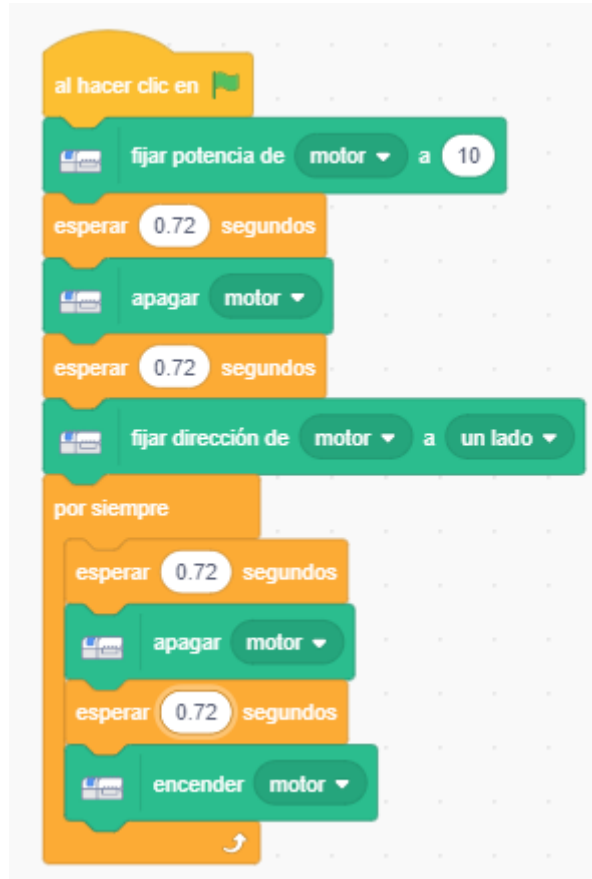 al hacer clic en
fijar potencia de motor a 10
esperar 0.72 segundos
apagar motor
esperar 0.72 segundos
fijar dirección de motor a un lado
por siempre
esperar 0.72 segundos
apagar motor
esperar 0.72 segundos
encender motor